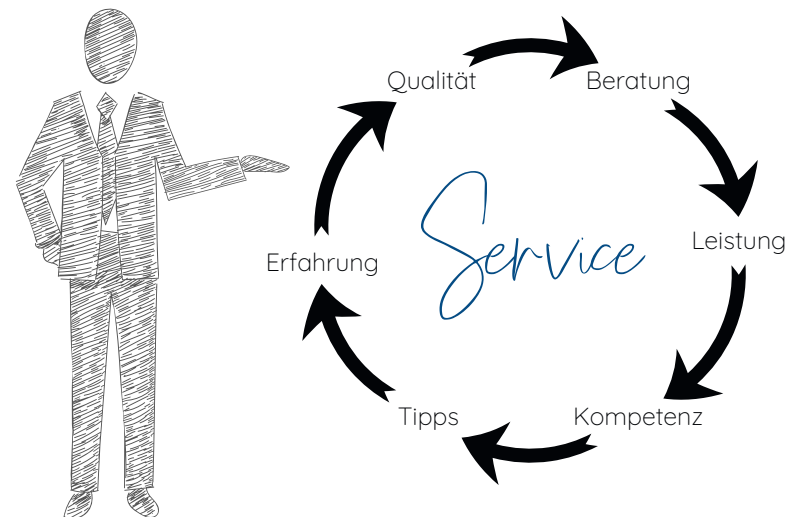 Qualität
Beratung
Leistung
Kompetenz
Tipps
Erfahrung
Service